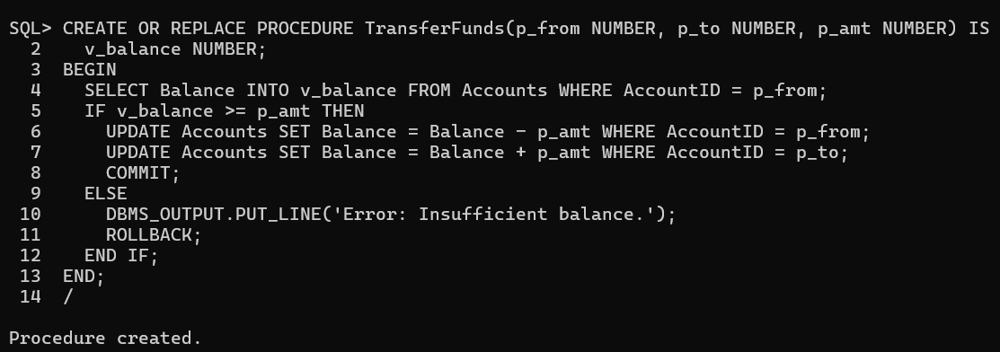 SQL> CREATE OR REPLACE PROCEDURE TransferFunds(p_from NUMBER, p_to NUMBER, p_amt NUMBER) IS
  2    v_balance NUMBER;
  3  BEGIN
  4    SELECT Balance INTO v_balance FROM Accounts WHERE AccountID = p_from;
  5    IF v_balance >= p_amt THEN
  6      UPDATE Accounts SET Balance = Balance - p_amt WHERE AccountID = p_from;
  7      UPDATE Accounts SET Balance = Balance + p_amt WHERE AccountID = p_to;
  8      COMMIT;
  9    ELSE
 10      DBMS_OUTPUT.PUT_LINE('Error: Insufficient balance.');
 11      ROLLBACK;
 12    END IF;
 13  END;
 14  /
Procedure created.